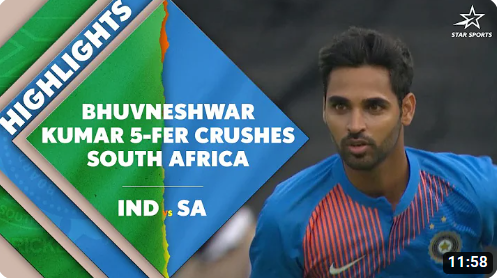 HIGHLIGHTS
STAR SPORTS
BHUVNESHWAR
KUMAR 5-FER CRUSHES
SOUTH AFRICA
IND vs SA
11:58